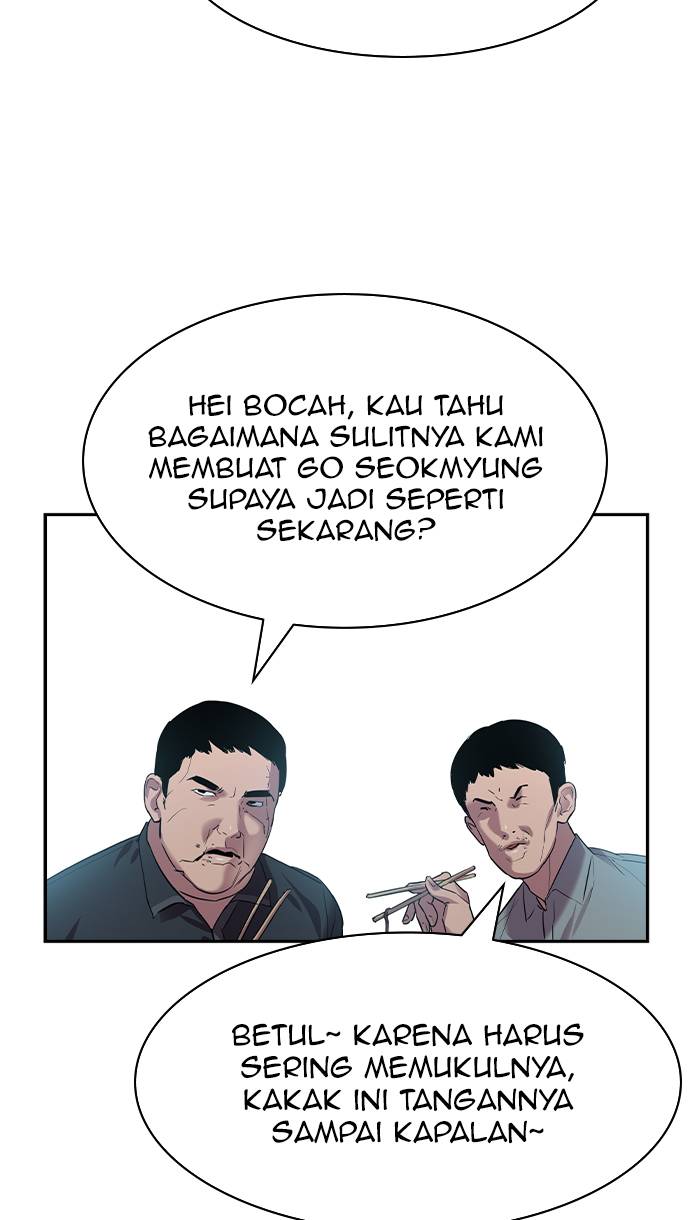 HEI BOCAH, KAU TAHU
BAGAIMANA SULITNYA KAMI
MEMBUAT GO SEOKMYUNG
SUPAYA JADI SEPERTI
SEKARANG?
BETUL~ KARENA HARUS
SERING MEMUKULNYA,
KAKAK INI TANGANNYA
SAMPAI KAPALAN~